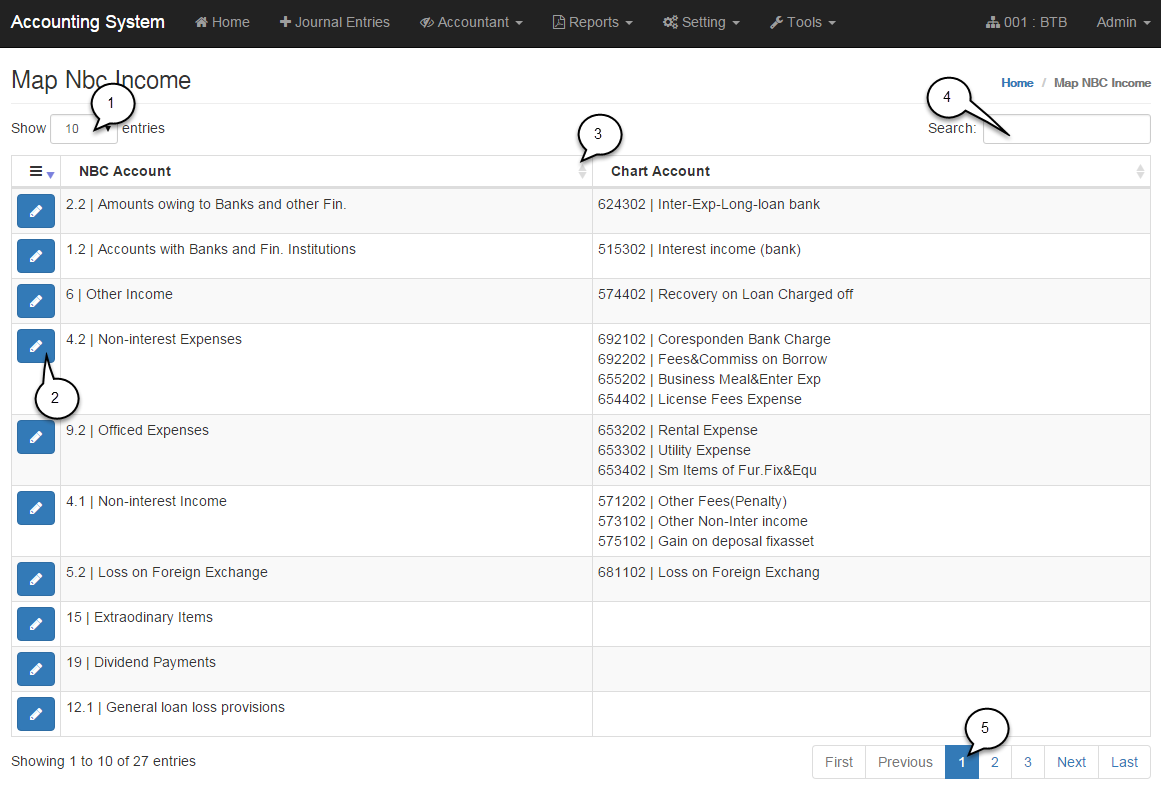 Accounting System Home Journal Entries Accountant Reports Setting Tools 001 : BTB Admin
Map Nbc Income
Home / Map NBC Income
1
4
Show 10 entries
Search:
3
NBC Account Chart Account
2.2 | Amounts owing to Banks and other Fin. 624302 | Inter-Exp-Long-loan bank
1.2 | Accounts with Banks and Fin. Institutions 515302 | Interest income (bank)
6 | Other Income 574402 | Recovery on Loan Charged off
4.2 | Non-interest Expenses 692102 | Coresponden Bank Charge
692202 | Fees&Commiss on Borrow
655202 | Business Meal&Enter Exp
654402 | License Fees Expense
2
9.2 | Officed Expenses 653202 | Rental Expense
653302 | Utility Expense
653402 | Sm Items of Fur.Fix&Equ
4.1 | Non-interest Income 571202 | Other Fees(Penalty)
573102 | Other Non-Inter income
575102 | Gain on deposal fixasset
5.2 | Loss on Foreign Exchange 681102 | Loss on Foreign Exchang
15 | Extraodinary Items
19 | Dividend Payments
12.1 | General loan loss provisions
5
Showing 1 to 10 of 27 entries First Previous 1 2 3 Next Last